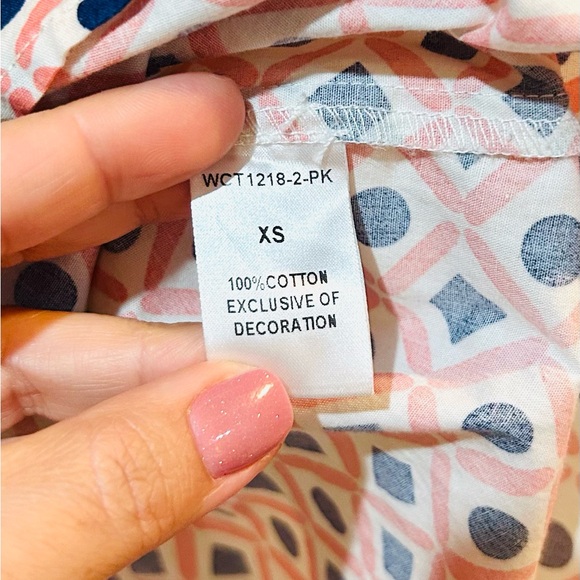 WCT1218-2-PK
XS
100%COTTON
EXCLUSIVE OF
DECORATION